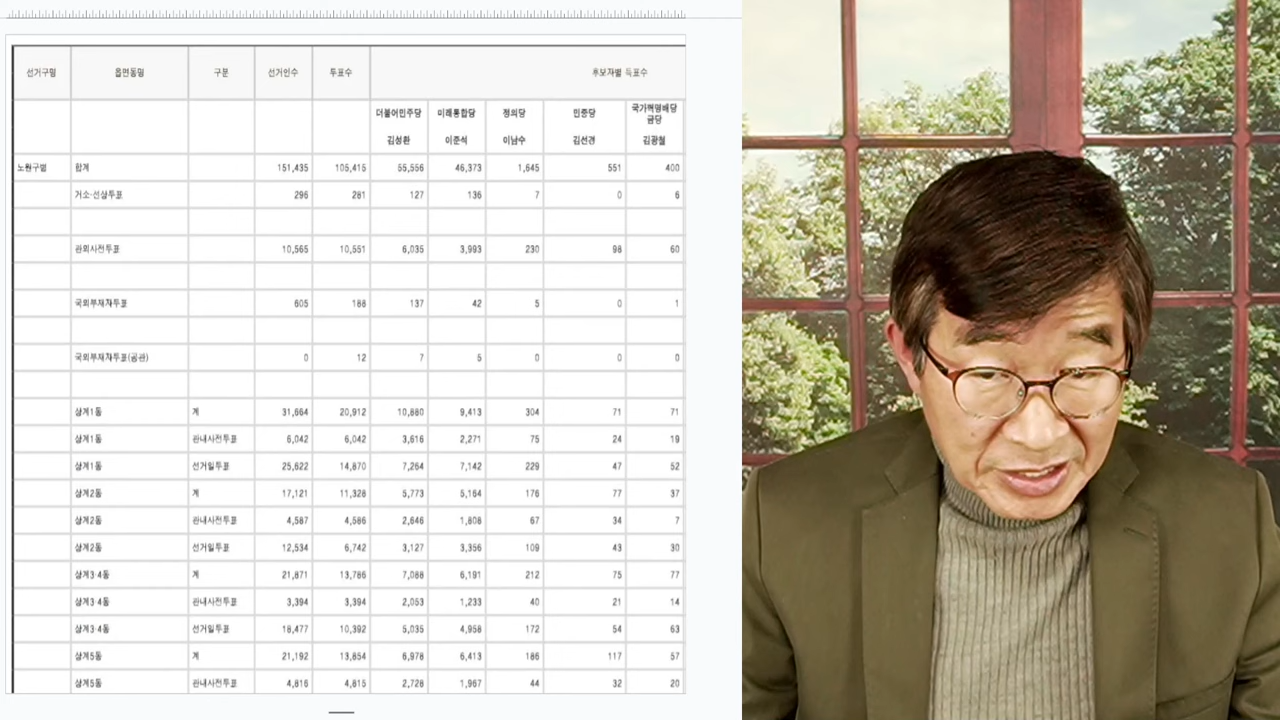 선거구명 읍면동명 구분 선거인수 투표수 후보자별 득표수
더불어민주당 미래통합당 정의당 민중당 국가혁명배당금당
김성환 이준석 이남수 김선경 김광철
노원구병 합계 151,435 105,415 55,556 46,373 1,645 551 400
거소·선상투표 296 281 127 136 7 0 6
관외사전투표 10,565 10,551 6,035 3,993 230 98 60
국외부재자투표 605 188 137 42 5 0 1
국외부재자투표(공관) 0 12 7 5 0 0 0
상계1동 계 31,664 20,912 10,880 9,413 304 71 71
상계1동 관내사전투표 6,042 6,042 3,616 2,271 75 24 19
상계1동 선거일투표 25,622 14,870 7,264 7,142 229 47 52
상계2동 계 17,121 11,328 5,773 5,164 176 77 37
상계2동 관내사전투표 4,587 4,586 2,646 1,808 67 34 7
상계2동 선거일투표 12,534 6,742 3,127 3,356 109 43 30
상계3·4동 계 21,871 13,786 7,088 6,191 212 75 77
상계3·4동 관내사전투표 3,394 3,394 2,053 1,233 40 21 14
상계3·4동 선거일투표 18,477 10,392 5,035 4,958 172 54 63
상계5동 계 21,192 13,854 6,978 6,413 186 117 57
상계5동 관내사전투표 4,816 4,815 2,728 1,967 44 32 20